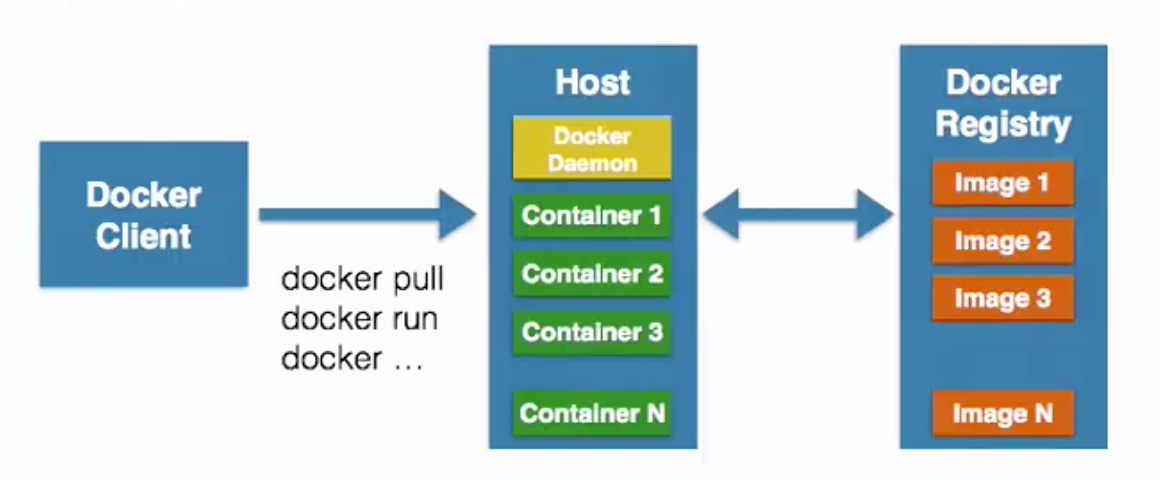 Docker
Client
docker pull
docker run
docker ...
Host
Docker
Daemon
Container 1
Container 2
Container 3
Container N
Docker
Registry
Image 1
Image 2
Image 3
Image N